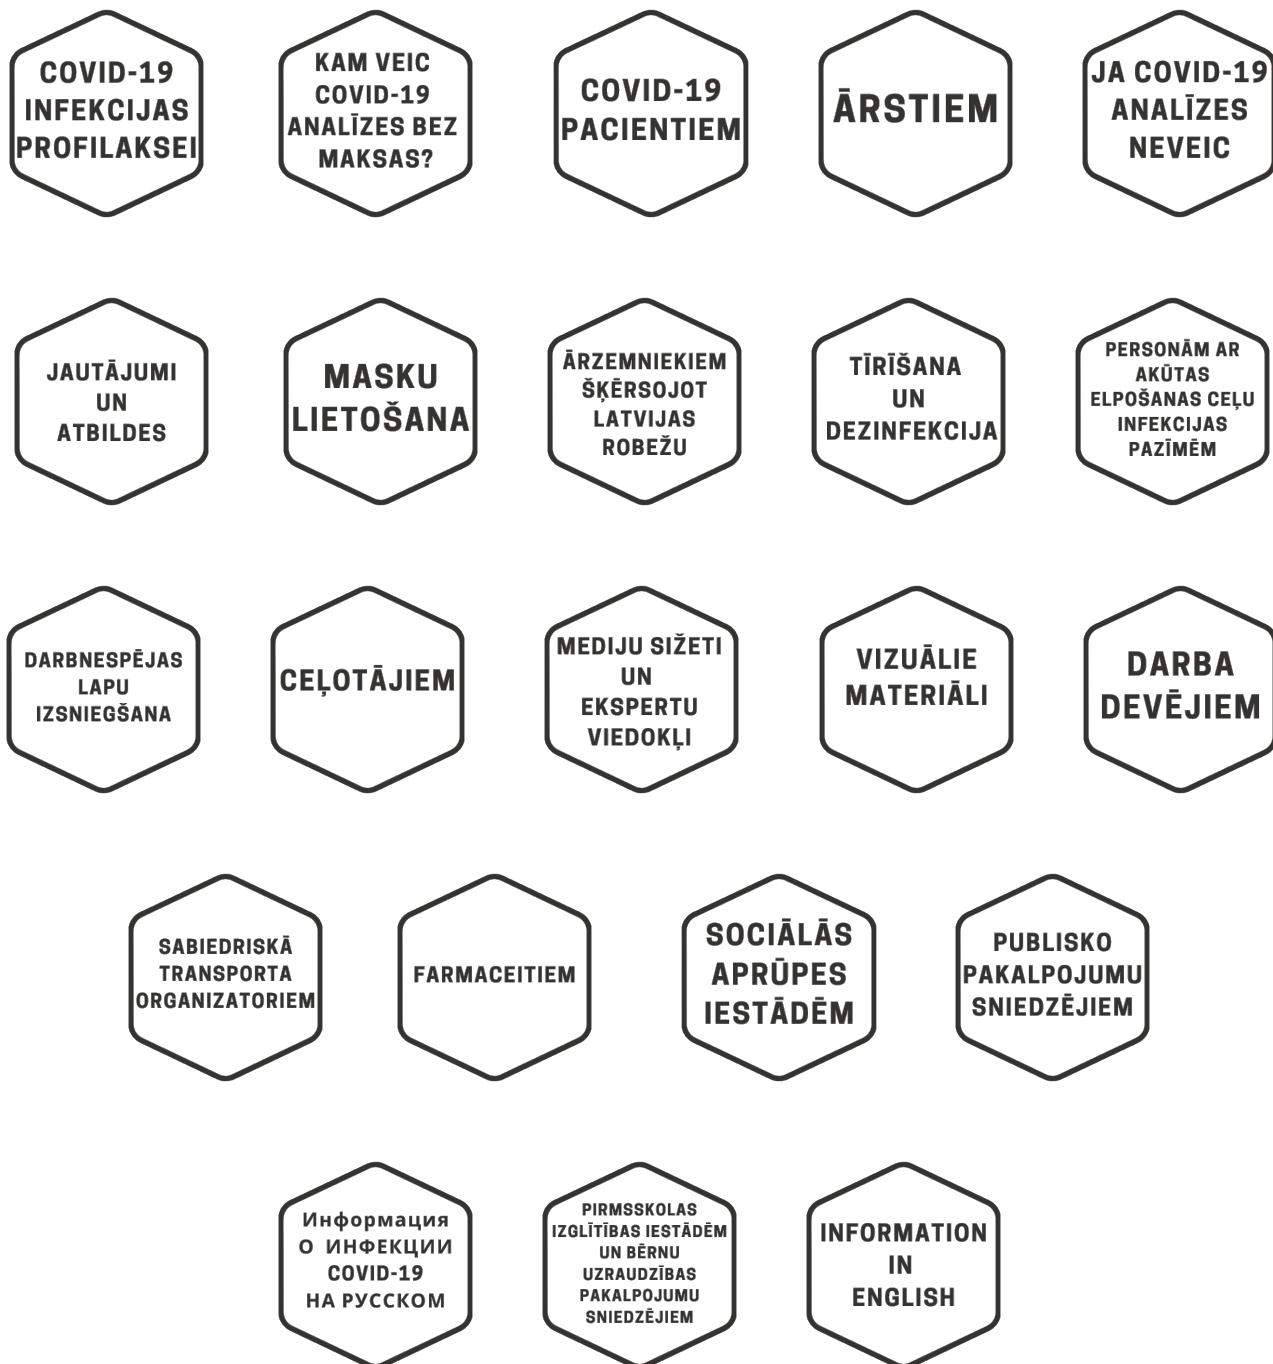 COVID-19
INFEKCIJAS
PROFILAKSEI
KAM VEIC
COVID-19
ANALĪZES BEZ
MAKSAS?
COVID-19
PACIENTIEM
ĀRSTIEM
JA COVID-19
ANALĪZES
NEVEIC
JAUTĀJUMI
UN
ATBILDES
MASKU
LIETOŠANA
ĀRZEMNIEKIEM
ŠĶĒRSOJOT
LATVIJAS
ROBEŽU
TĪRĪŠANA
UN
DEZINFEKCIJA
PERSONĀM AR
AKŪTAS
ELPOŠANAS CEĻU
INFEKCIJAS
PAZĪMĒM
DARBNESPĒJAS
LAPU
IZSNIEGŠANA
CEĻOTĀJIEM
MEDIJU SIŽETI
UN
EKSPERTU
VIEDOKĻI
VIZUĀLIE
MATERIĀLI
DARBA
DEVĒJIEM
SABIEDRISKĀ
TRANSPORTA
ORGANIZATORIEM
FARMACEITIEM
SOCIĀLĀS
APRŪPES
IESTĀDĒM
PUBLISKO
PAKALPOJUMU
SNIEDZĒJIEM
Информация
О ИНФЕКЦИИ
COVID-19
НА РУССКОМ
PIRMSSKOLAS
IZGLĪTĪBAS IESTĀDĒM
UN BĒRNU
UZRAUDZĪBAS
PAKALPOJUMU
SNIEDZĒJIEM
INFORMATION
IN
ENGLISH